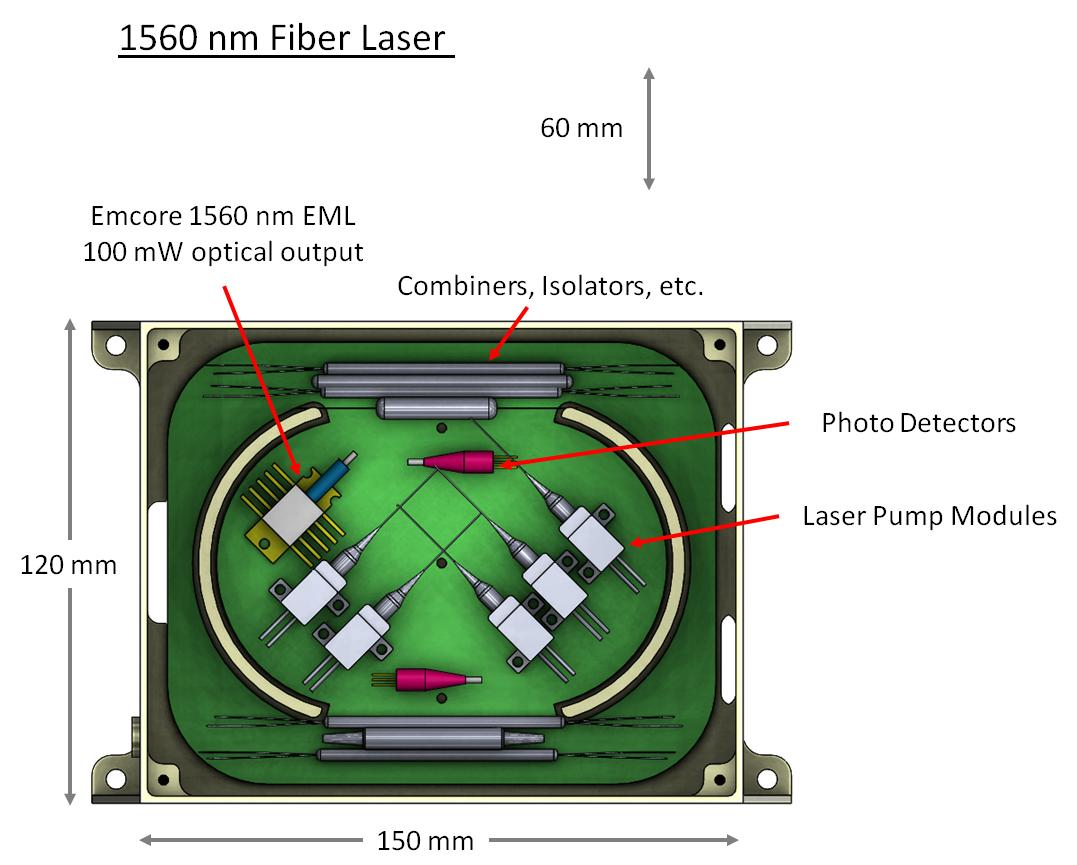 1560 nm Fiber Laser
60 mm
Emcore 1560 nm EML
100 mW optical output
Combiners, Isolators, etc.
Photo Detectors
Laser Pump Modules
120 mm
150 mm